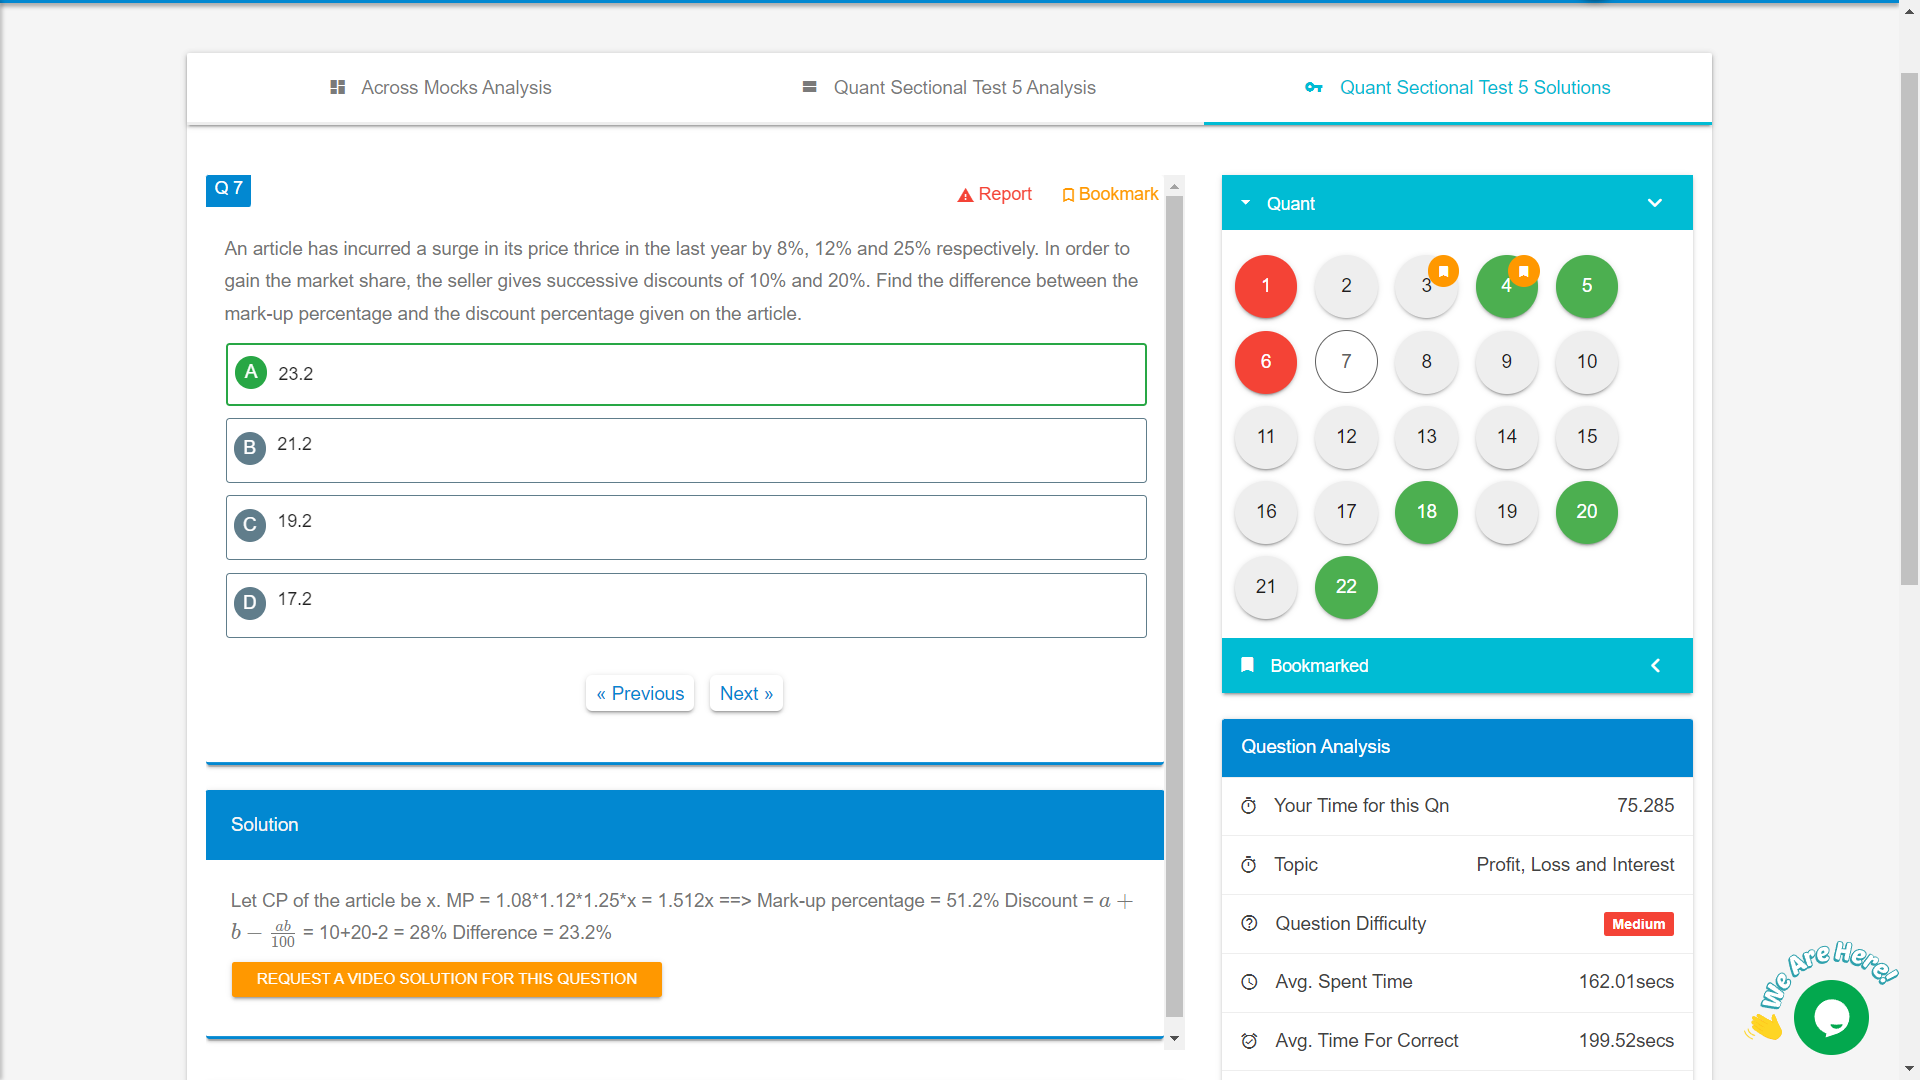 Across Mocks Analysis
Quant Sectional Test 5 Analysis
Quant Sectional Test 5 Solutions
Q 7
Report
Bookmark
An article has incurred a surge in its price thrice in the last year by 8%, 12% and 25% respectively. In order to
gain the market share, the seller gives successive discounts of 10% and 20%. Find the difference between the
mark-up percentage and the discount percentage given on the article.
A 23.2
B 21.2
C 19.2
D 17.2
« Previous
Next »
Solution
Let CP of the article be x. MP = 1.08*1.12*1.25*x = 1.512x ==> Mark-up percentage = 51.2% Discount = a +
b − ab/100 = 10+20-2 = 28% Difference = 23.2%
REQUEST A VIDEO SOLUTION FOR THIS QUESTION
Quant
1 2 3 4 5
6 7 8 9 10
11 12 13 14 15
16 17 18 19 20
21 22
Bookmarked
Question Analysis
Your Time for this Qn 75.285
Topic Profit, Loss and Interest
Question Difficulty Medium
Avg. Spent Time 162.01secs
Avg. Time For Correct 199.52secs
We Are Here!